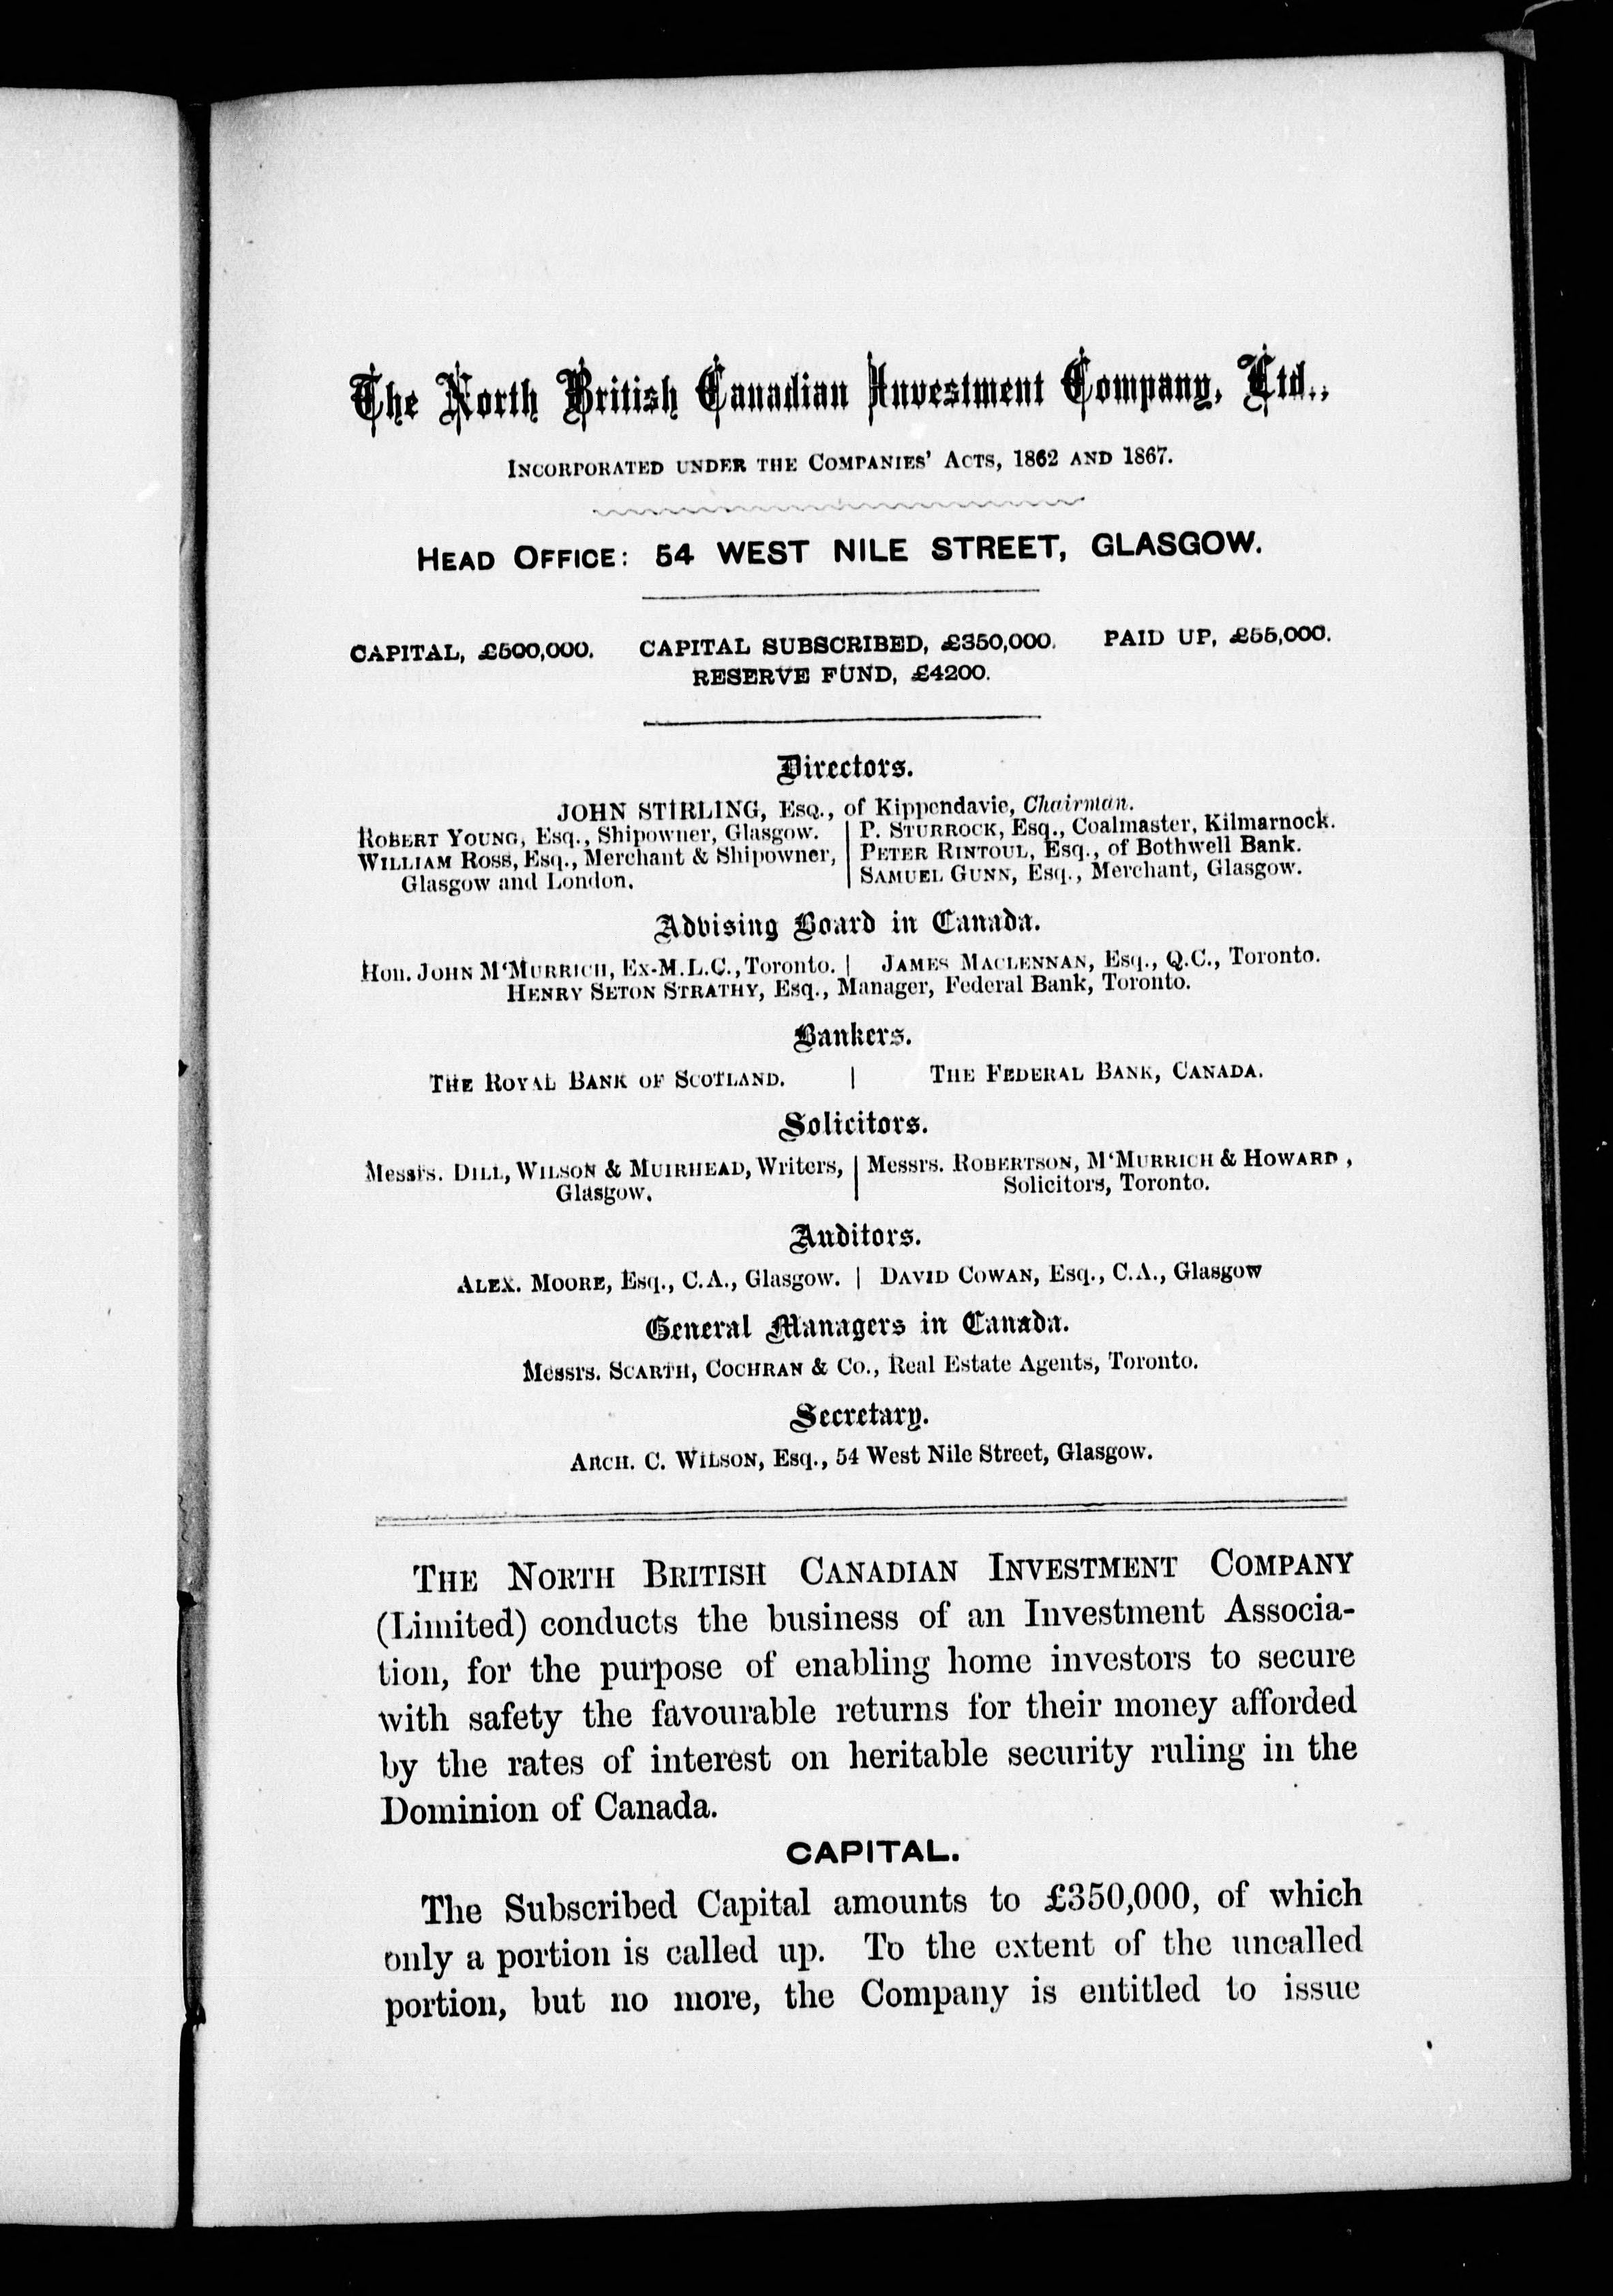 The North British Canadian Investment Company, Ltd.,
INCORPORATED UNDER THE COMPANIES' ACTS, 1862 AND 1867.
HEAD OFFICE: 54 WEST NILE STREET, GLASGOW.
CAPITAL, £500,000. CAPITAL SUBSCRIBED, £350,000. PAID UP, £55,000.
RESERVE FUND, £4200.
Directors.
JOHN STIRLING, ESQ., of Kippendavie, Chairman.
ROBERT YOUNG, Esq., Shipowner, Glasgow.
WILLIAM ROSS, Esq., Merchant & Shipowner,
Glasgow and London.
P. STURROCK, Esq., Coalmaster, Kilmarnock.
PETER RINTOUL, Esq., of Bothwell Bank.
SAMUEL GUNN, Esq., Merchant, Glasgow.
Advising Board in Canada.
Hon. JOHN M'MURRICH, EX-M.L.C., Toronto. | JAMES MACLENNAN, Esq., Q.C., Toronto.
HENRY SETON STRATHY, Esq., Manager, Federal Bank, Toronto.
Bankers.
THE ROYAL BANK OF SCOTLAND. | THE FEDERAL BANK, CANADA.
Solicitors.
Messrs. DILL, WILSON & MUIRHEAD, Writers,
Glasgow.
Messrs. ROBERTSON, M'MURRICH & HOWARD,
Solicitors, Toronto.
Auditors.
ALEX. MOORE, Esq., C.A., Glasgow. | DAVID COWAN, Esq., C.A., Glasgow
General Managers in Canada.
Messrs. SCARTH, COCHRAN & CO., Real Estate Agents, Toronto.
Secretary.
ARCH. C. WILSON, Esq., 54 West Nile Street, Glasgow.
THE NORTH BRITISH CANADIAN INVESTMENT COMPANY
(Limited) conducts the business of an Investment Associa-
tion, for the purpose of enabling home investors to secure
with safety the favourable returns for their money afforded
by the rates of interest on heritable security ruling in the
Dominion of Canada.
CAPITAL.
The Subscribed Capital amounts to £350,000, of which
only a portion is called up. To the extent of the uncalled
portion, but no more, the Company is entitled to issue